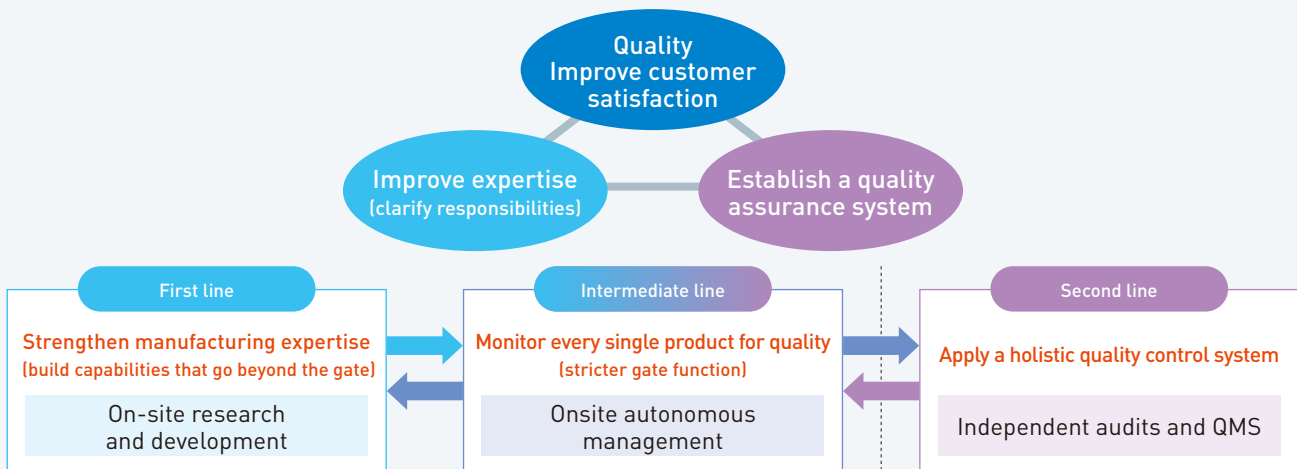 Quality
Improve customer
satisfaction
Improve expertise
(clarify responsibilities)
Establish a quality
assurance system
First line
Strengthen manufacturing expertise
(build capabilities that go beyond the gate)
On-site research
and development
Intermediate line
Monitor every single product for quality
(stricter gate function)
Onsite autonomous
management
Second line
Apply a holistic quality control system
Independent audits and QMS